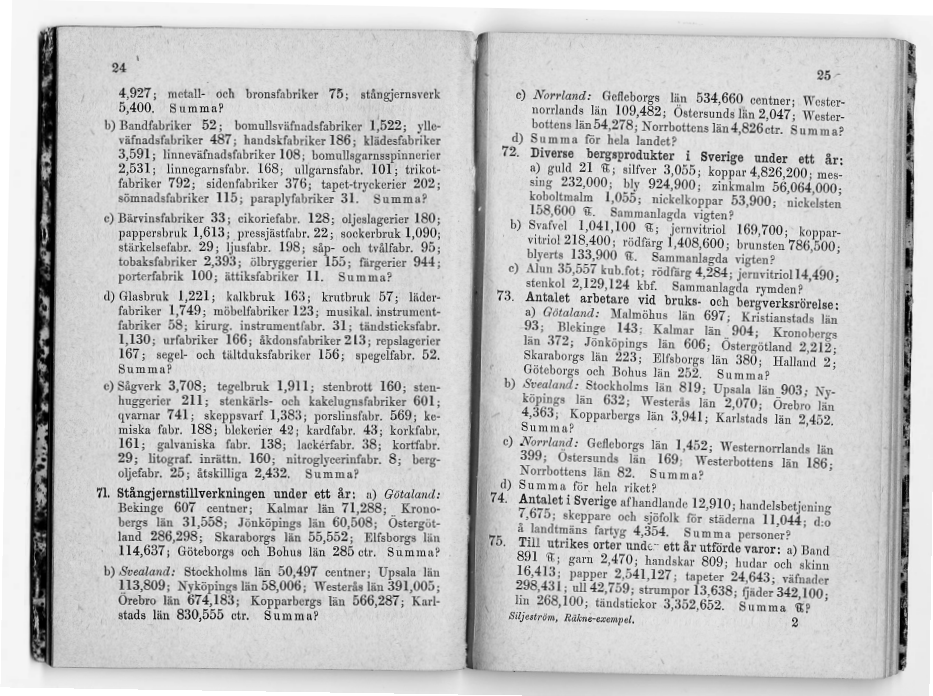 24
4,927; metall- och bronsfabriker 75; stångjernsverk
5,400. Summa?
b) Bandfabriker 52; bomullsväfnadsfabriker 1,522; ylle-
väfnadsfabriker 487; handskfabriker 186; klädesfabriker
3,591; linneväfnadsfabriker 108; bomullsgarnsspinnerier
2,531; linnegarnsfabr. 168; ullgarnsfabr. 101; trikot-
fabriker 792; sidenfabriker 376; tapet-tryckerier 202;
sömnadsfabriker 115; paraplyfabriker 31. Summa?
c) Bärvinsfabriker 33; cikoriefabr. 128; oljeslagerier 180;
pappersbruk 1,613; pressjästfabr. 22; sockerbruk 1,090;
stärkelsefabr. 29; ljusfabr. 198; såp- och tvålfabr. 95;
tobaksfabriker 2,393; ölbryggerier 155; färgerier 944;
porterfabrik 100; ättiksfabriker 11. Summa?
d) Glasbruk 1,221; kalkbruk 163; krutbruk 57; läder-
fabriker 1,749; möbelfabriker 123; musikal. instrument-
fabriker 58; kirurg. instrumentfabr. 31; tändsticksfabr.
1,130; urfabriker 166; åkdonsfabriker 213; repslagerier
167; segel- och tältduksfabriker 156; spegelfabr. 52.
Summa?
e) Sågverk 3,708; tegelbruk 1,911; stenbrott 160; sten-
huggerier 211; stenkärls- och kakelugnsfabriker 601;
qvarnar 741; skeppsvarf 1,383; porslinsfabr. 569; ke-
miska fabr. 188; blekerier 42; kardfabr. 43; korkfabr.
161; galvaniska fabr. 138; lackérfabr. 38; kortfabr.
29; litograf. inrättn. 160; nitroglycerinfabr. 8; berg-
oljefabr. 25; åtskilliga 2,432. Summa?
71. Stångjernstillverkningen under ett år: a) Götaland:
Bekinge 607 centner; Kalmar län 71,288; Krono-
bergs län 31,558; Jönköpings län 60,508; Östergöt-
land 286,298; Skaraborgs län 55,552; Elfsborgs län
114,637; Göteborgs och Bohus län 285 ctr. Summa?
b) Svealand: Stockholms län 50,497 centner; Upsala län
113,809; Nyköpings län 58,006; Westerås län 391,005;
Örebro län 674,183; Kopparbergs län 566,287; Karl-
stads län 830,555 ctr. Summa?
25
c) Norrland: Gefleborgs län 534,660 centner; Wester-
norrlands län 109,482; Östersunds län 2,047; Wester-
bottens län 54,278; Norrbottens län 4,826 ctr. Summa?
d) Summa för hela landet?
72. Diverse bergsprodukter i Sverige under ett år:
a) guld 21 ℔; silfver 3,055; koppar 4,826,200; mes-
sing 232,000; bly 924,900; zinkmalm 56,064,000;
koboltmalm 1,055; nickelkoppar 53,900; nickelsten
158,600 ℔. Sammanlagda vigten?
b) Svafvel 1,041,100 ℔; jernvitriol 169,700; koppar-
vitriol 218,400; rödfärg 1,408,600; brunsten 786,500;
blyerts 133,900 ℔. Sammanlagda vigten?
c) Alun 35,557 kub.fot; rödfärg 4,284; jernvitriol 14,490;
stenkol 2,129,124 kbf. Sammanlagda rymden?
73. Antalet arbetare vid bruks- och bergverksrörelse:
a) Götaland: Malmöhus län 697; Kristianstads län
93; Blekinge 143; Kalmar län 904; Kronobergs
län 372; Jönköpings län 606; Östergötland 2,212;
Skaraborgs län 223; Elfsborgs län 380; Halland 2;
Göteborgs och Bohus län 252. Summa?
b) Svealand: Stockholms län 819; Upsala län 903; Ny-
köpings län 632; Westerås län 2,070; Örebro län
4,363; Kopparbergs län 3,941; Karlstads län 2,452.
Summa?
c) Norrland: Gefleborgs län 1,452; Westernorrlands län
399; Östersunds län 169; Westerbottens län 186;
Norrbottens län 82. Summa?
d) Summa för hela riket?
74. Antalet i Sverige af handlande 12,910; handelsbetjening
7,675; skeppare och sjöfolk för städerna 11,044; d:o
å landtmäns fartyg 4,354. Summa personer?
75. Till utrikes orter unde ett år utförde varor: a) Band
891 ℔; garn 2,470; handskar 809; hudar och skinn
16,413; papper 2,541,127; tapeter 24,643; väfnader
298,431; ull 42,759; strumpor 13,638; fjäder 342,100;
lin 268,100; tändstickor 3,352,652. Summa ℔?
Siljeström, Räkne-exempel. 2